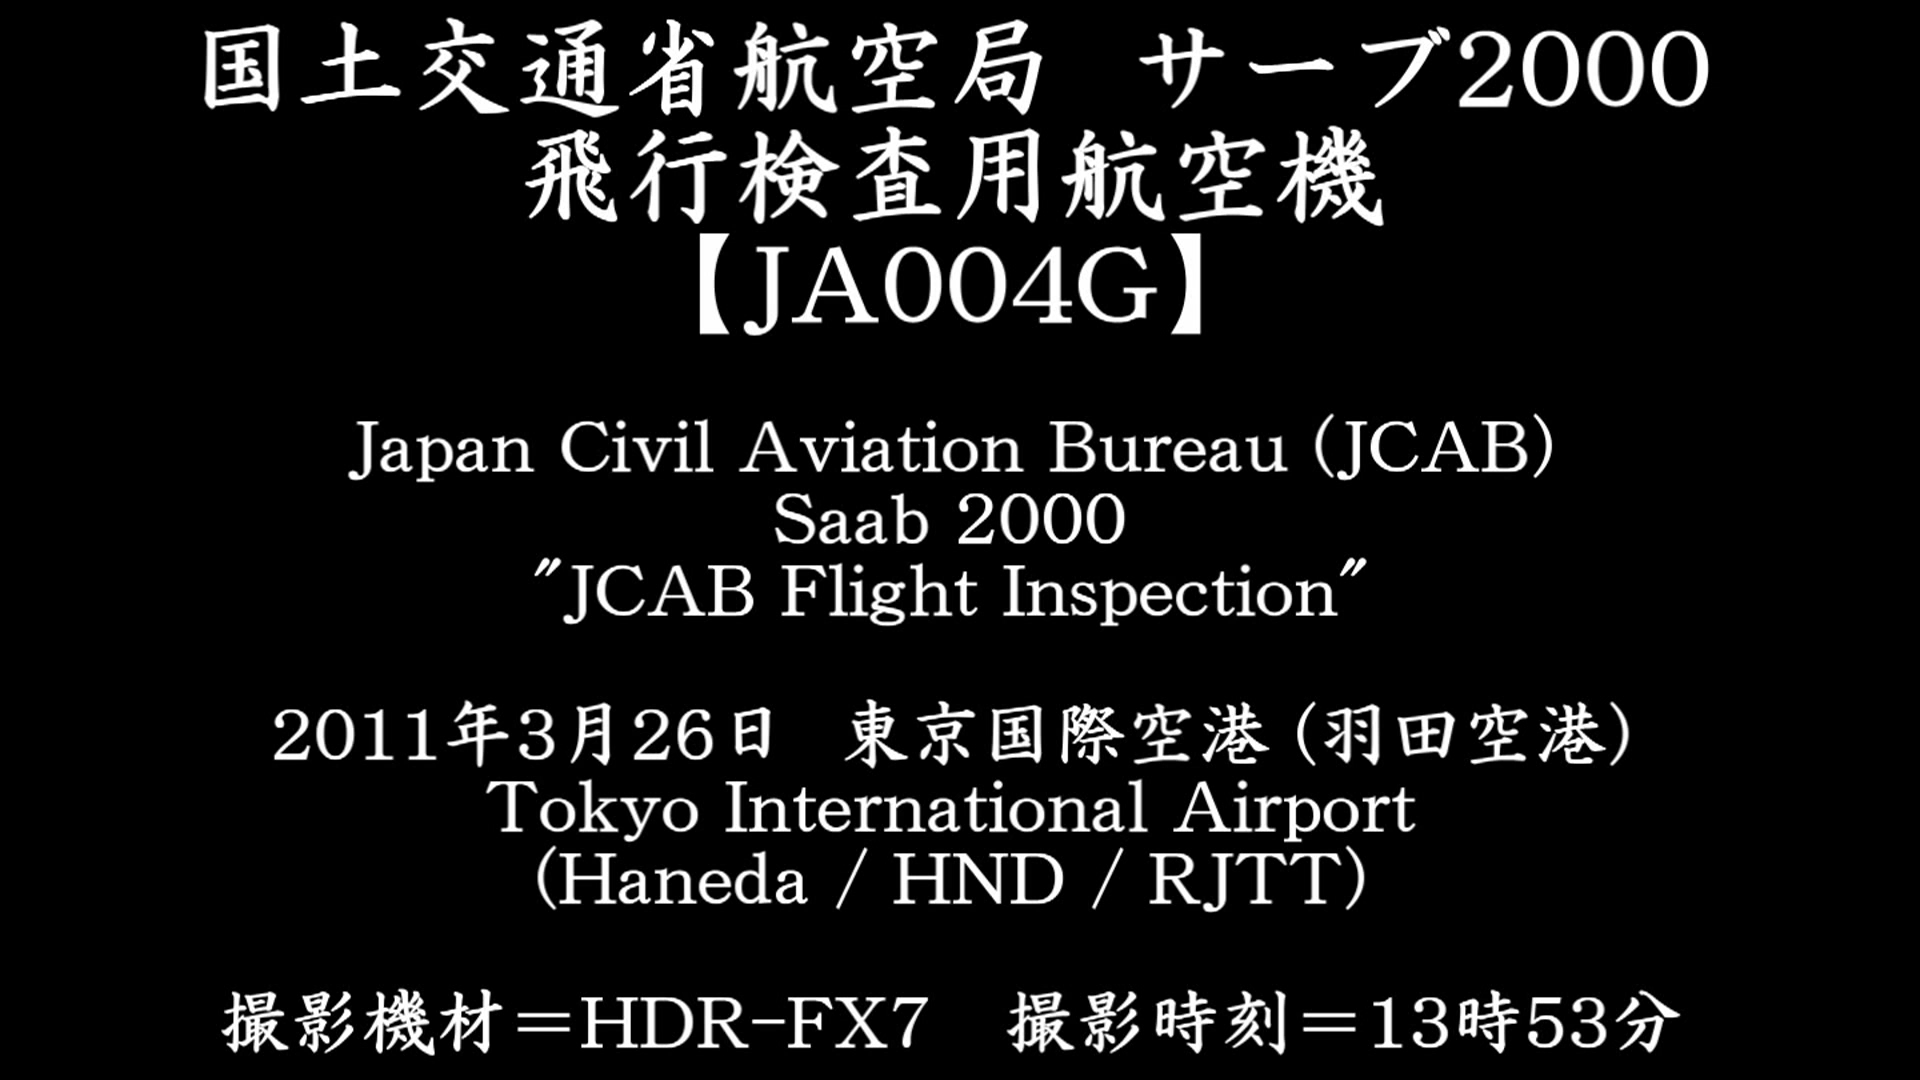 国土交通省航空局　サーブ2000
飛行検査用航空機
【JA004G】
Japan Civil Aviation Bureau (JCAB)
Saab 2000
"JCAB Flight Inspection"
2011年3月26日　東京国際空港(羽田空港)
Tokyo International Airport
(Haneda / HND / RJTT)
撮影機材＝HDR-FX7　撮影時刻＝13時53分